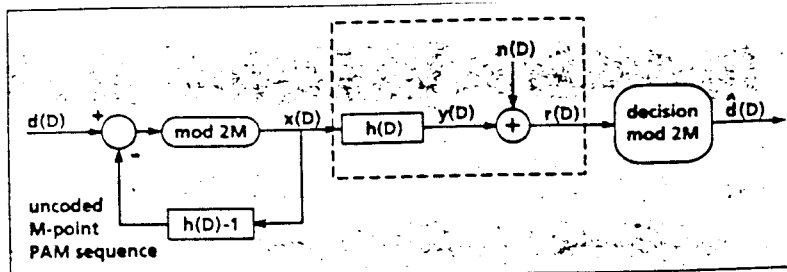 n(D)
d(D)
+
-
mod 2M
x(D)
h(D)
y(D)
+
r(D)
decision
mod 2M
d̂(D)
h(D)-1
uncoded
M-point
PAM sequence